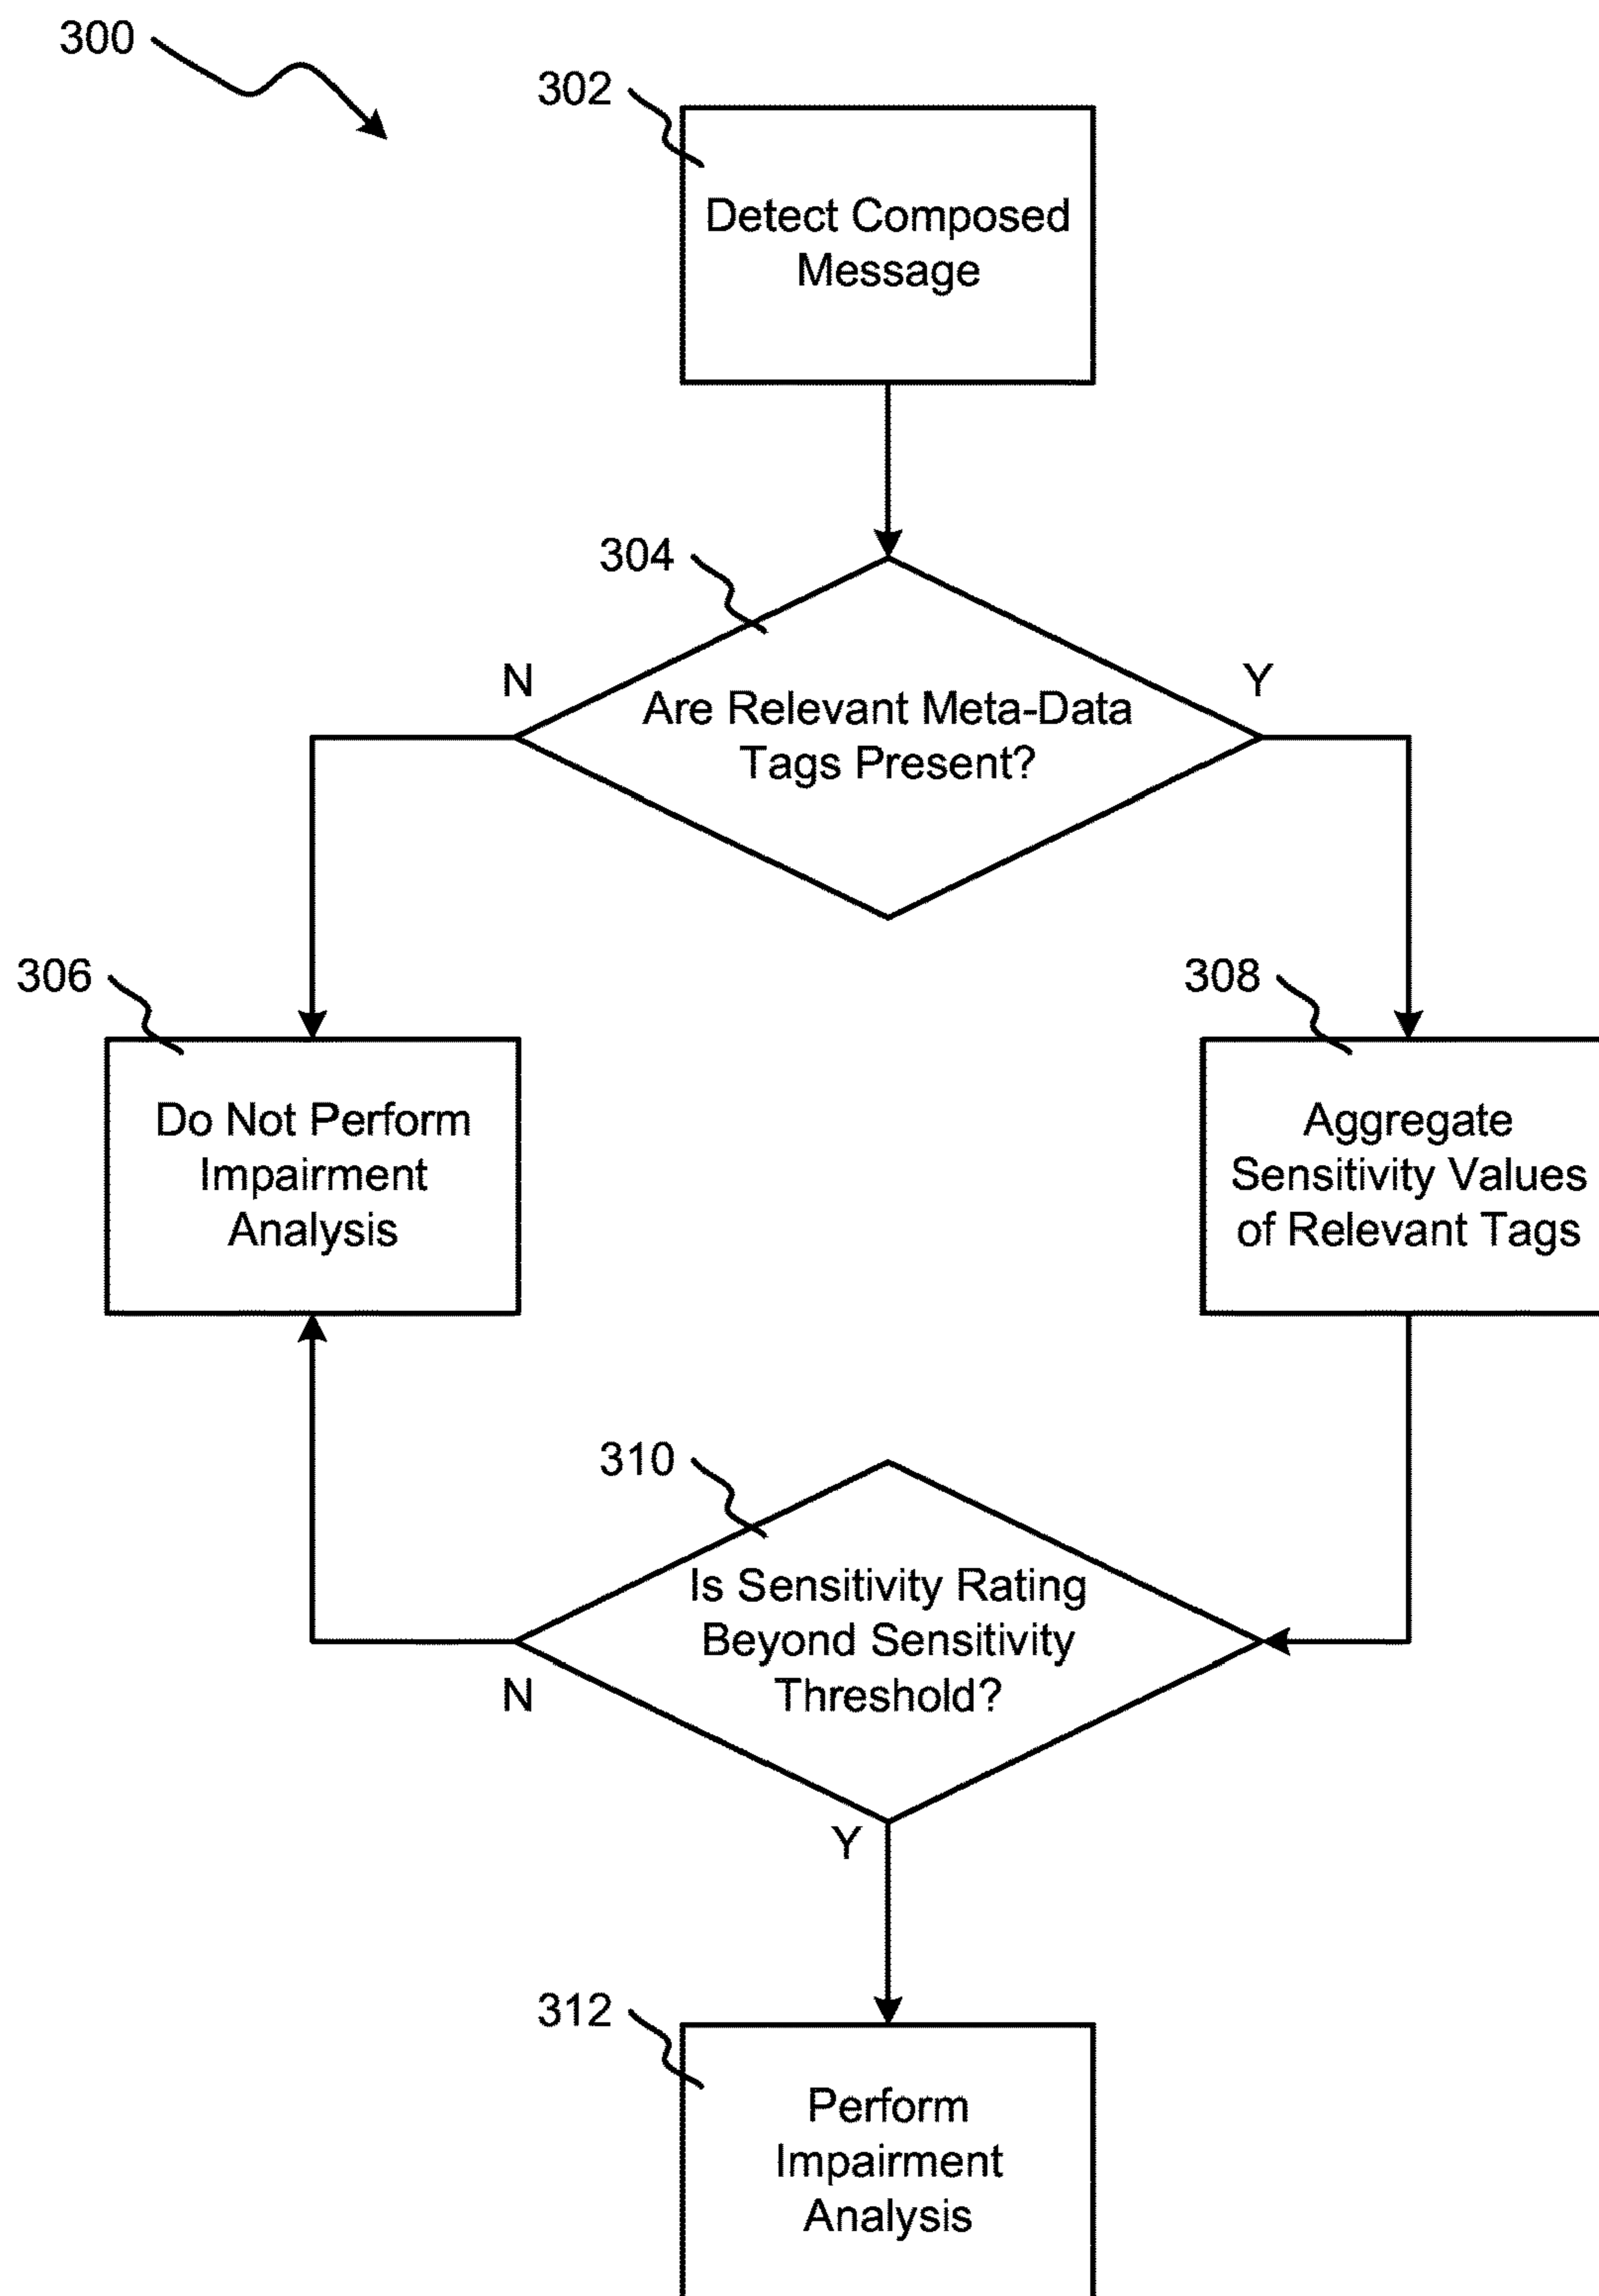 300
302
Detect Composed
Message
304
N
Y
Are Relevant Meta-Data
Tags Present?
306
308
Do Not Perform
Impairment
Analysis
Aggregate
Sensitivity Values
of Relevant Tags
310
Is Sensitivity Rating
Beyond Sensitivity
Threshold?
N
Y
312
Perform
Impairment
Analysis